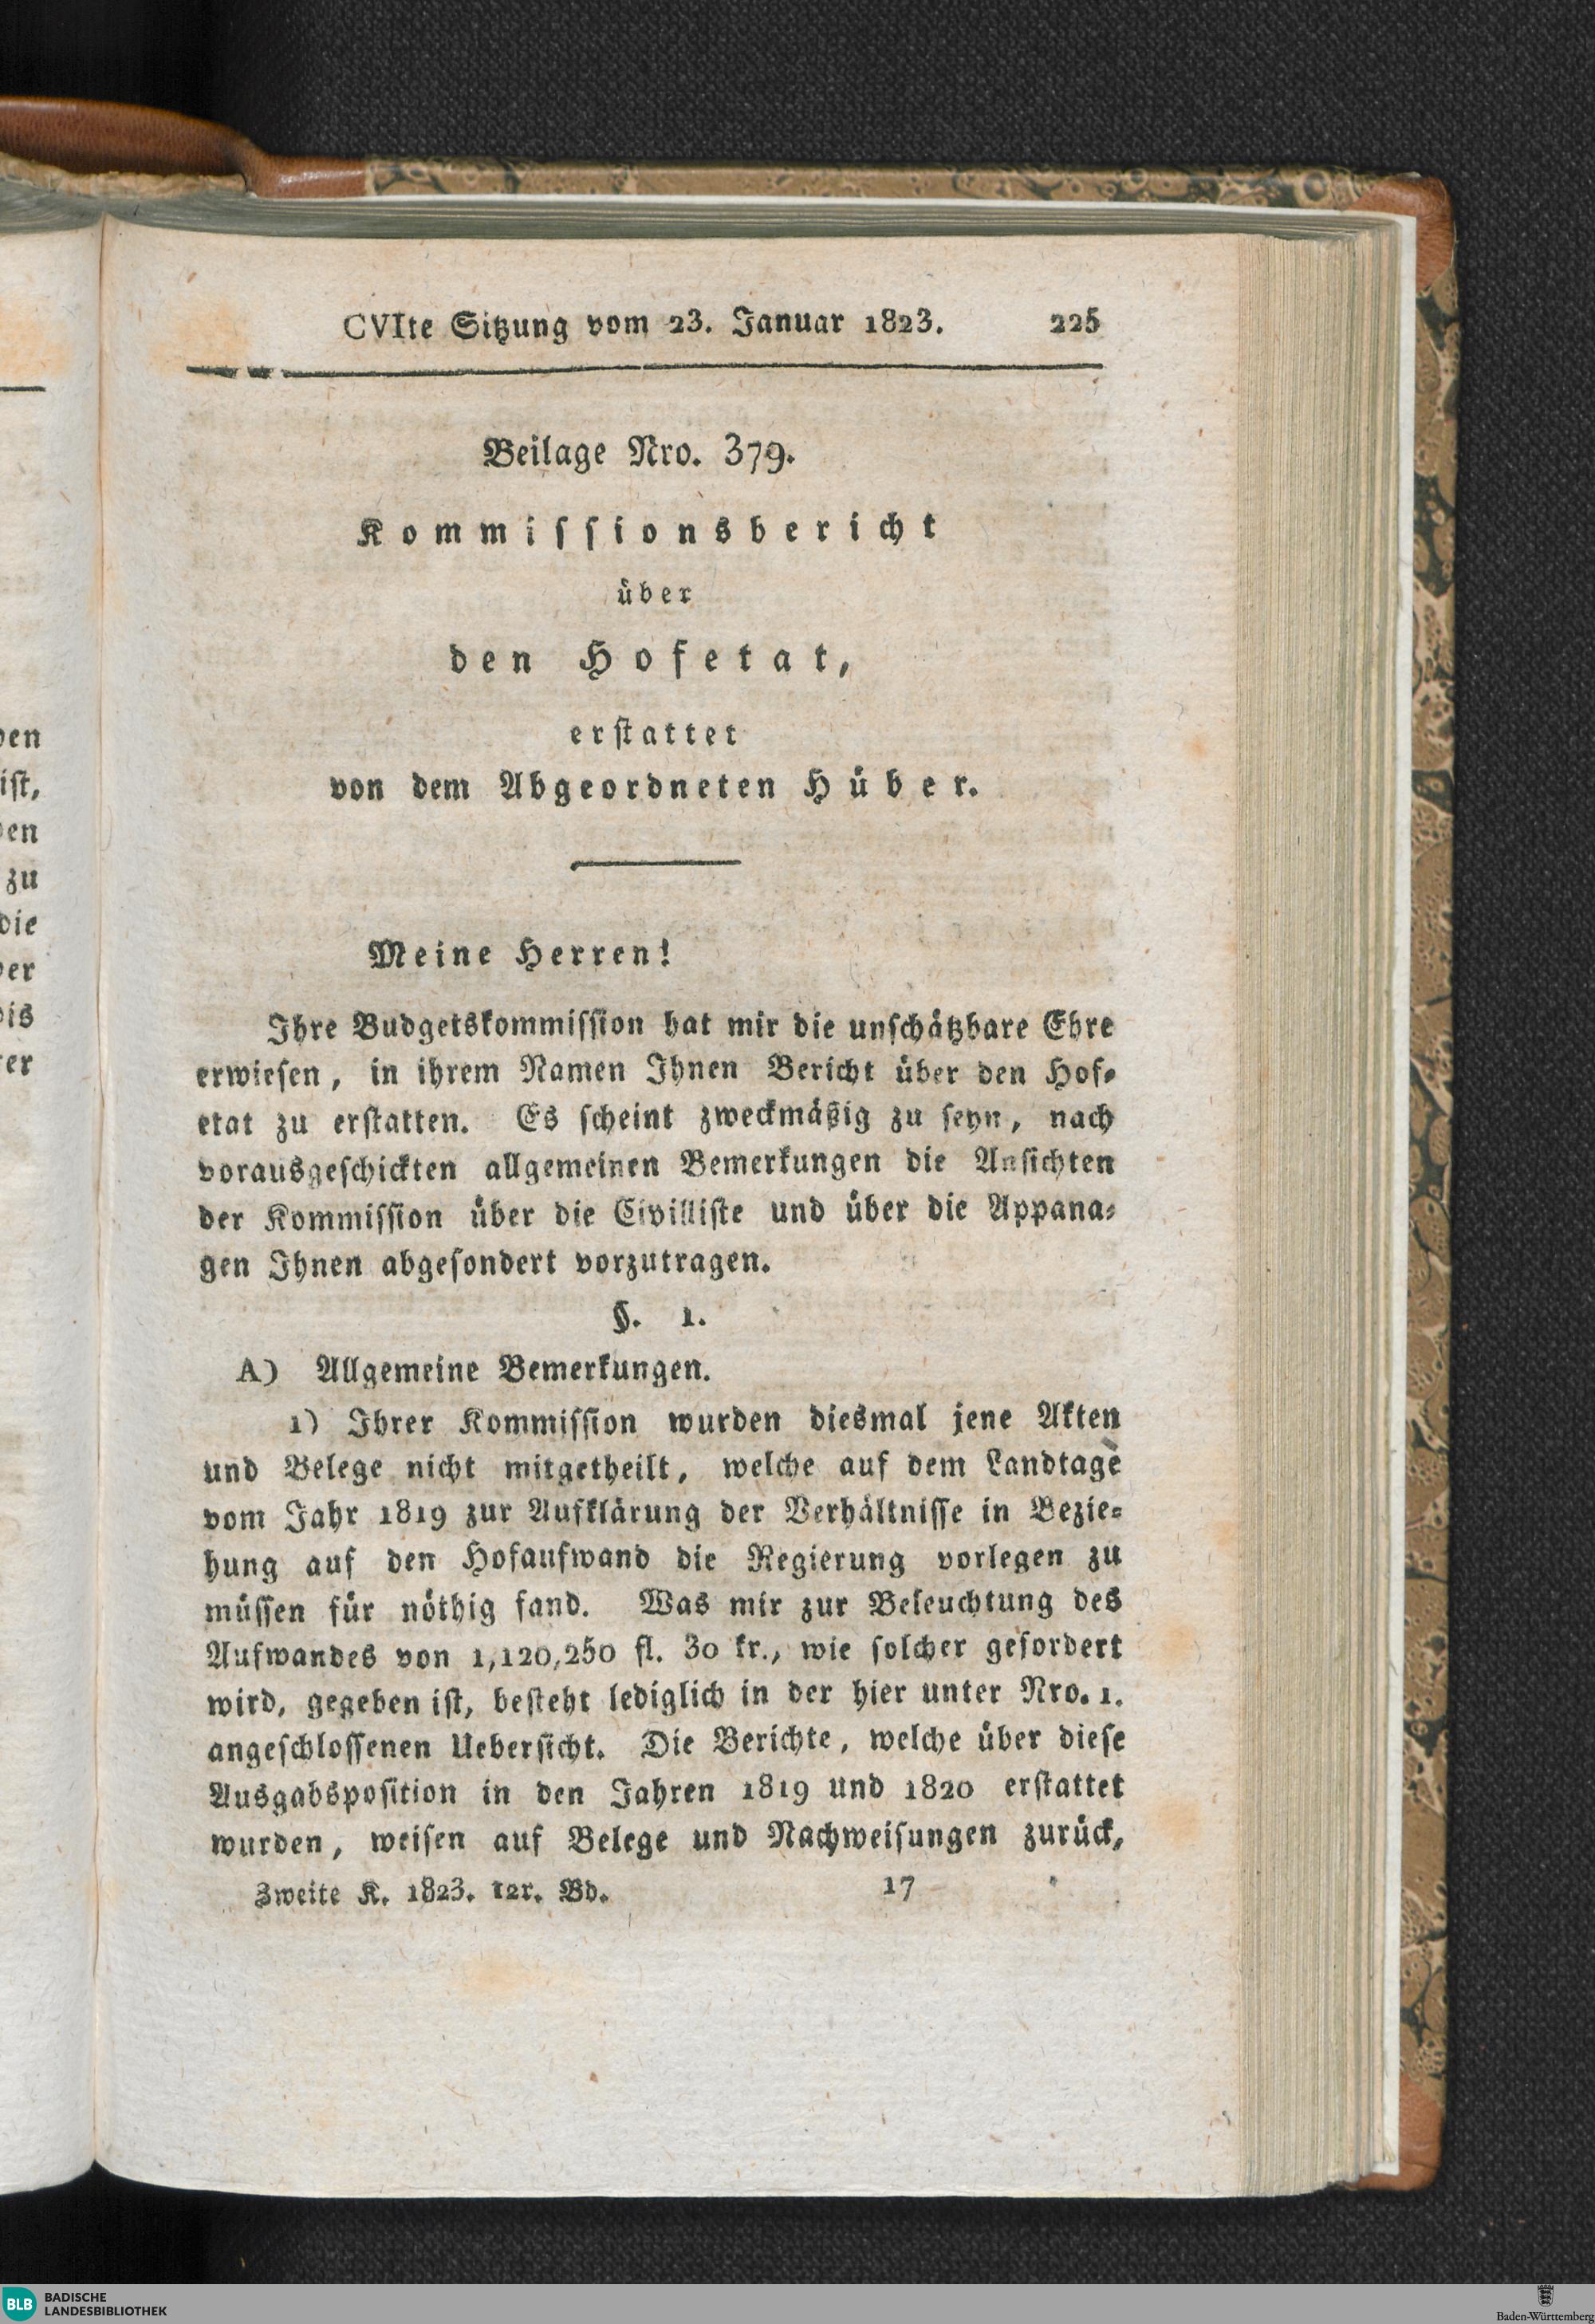 CVIte Sitzung vom 23. Januar 1823. 225
Beilage Nro. 379.
Kommissionsbericht
über
den Hofetat,
erstattet
von dem Abgeordneten Hüber.
Meine Herren!
Ihre Budgetskommission hat mir die unschätzbare Ehre
erwiesen, in ihrem Namen Ihnen Bericht über den Hof-
etat zu erstatten. Es scheint zweckmäßig zu seyn, nach
vorausgeschickten allgemeinen Bemerkungen die Ansichten
der Kommission über die Civilliste und über die Appana-
gen Ihnen abgesondert vorzutragen.
§. 1.
A) Allgemeine Bemerkungen.
1) Ihrer Kommission wurden diesmal jene Akten
und Belege nicht mitgetheilt, welche auf dem Landtage
vom Jahr 1819 zur Aufklärung der Verhältnisse in Bezie-
hung auf den Hofaufwand die Regierung vorlegen zu
müssen für nöthig fand. Was mir zur Beleuchtung des
Aufwandes von 1,120,250 fl. 30 kr., wie solcher gefordert
wird, gegeben ist, besteht lediglich in der hier unter Nro. 1.
angeschlossenen Uebersicht. Die Berichte, welche über diese
Ausgabsposition in den Jahren 1819 und 1820 erstattet
wurden, weisen auf Belege und Nachweisungen zurück,
Zweite K. 1823. 12r. Bd. 17
ist,
zu
die
er
BLB BADISCHE
LANDESBIBLIOTHEK
Baden-Württemberg